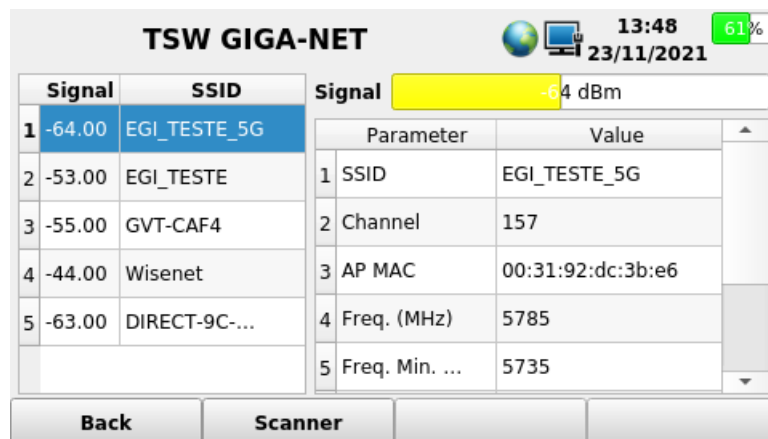 TSW GIGA-NET
13:48
23/11/2021
61%
Signal SSID
1 -64.00 EGI_TESTE_5G
2 -53.00 EGI_TESTE
3 -55.00 GVT-CAF4
4 -44.00 Wisenet
5 -63.00 DIRECT-9C-...
Signal -64 dBm
Parameter Value
1 SSID EGI_TESTE_5G
2 Channel 157
3 AP MAC 00:31:92:dc:3b:e6
4 Freq. (MHz) 5785
5 Freq. Min. ... 5735
Back Scanner